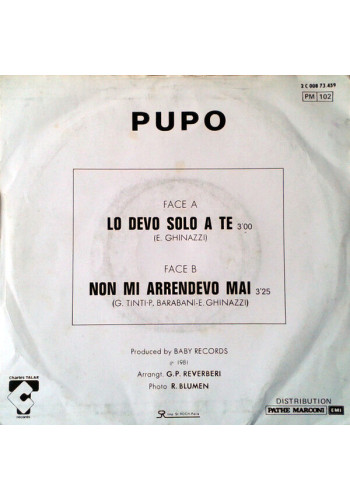 2 C 008 73 459
PM 102
PUPO
FACE A
LO DEVO SOLO A TE 3'00
(E. GHINAZZI)
FACE B
NON MI ARRENDEVO MAI 3'25
(G. TINTI-P. BARABANI-E. GHINAZZI)
Produced by BABY RECORDS
℗ 1981
Arrangt. G.P. REVERBERI
Photo R. BLUMEN
Charles TALAR
RECORDS
SR
DISTRIBUTION
PATHE MARCONI EMI